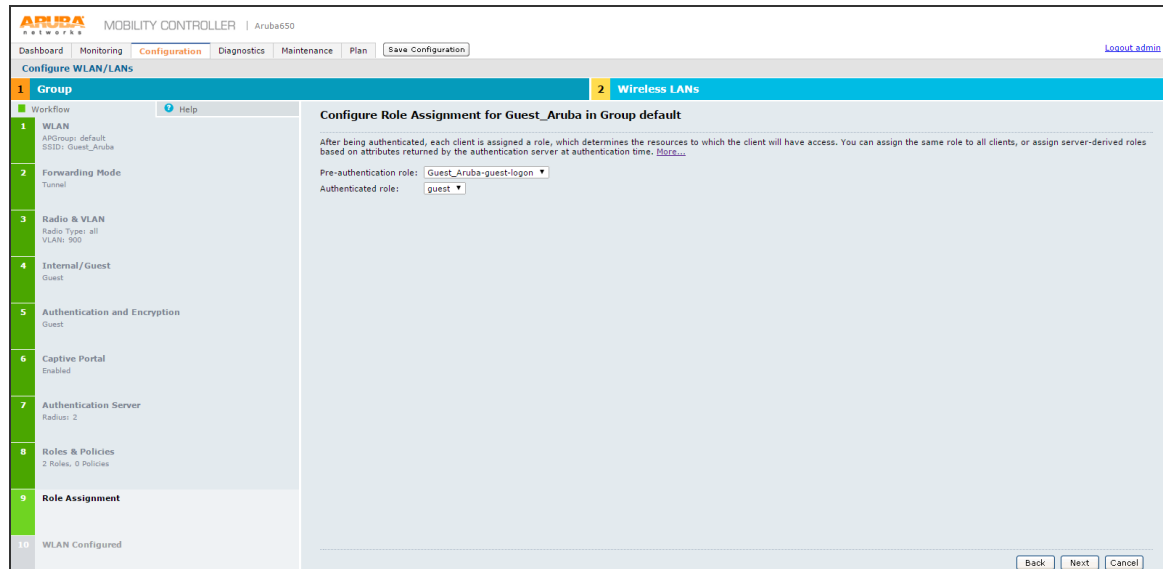 ARUBA
networks
MOBILITY CONTROLLER | Aruba650
Dashboard Monitoring Configuration Diagnostics Maintenance Plan Save Configuration Logout admin
Configure WLAN/LANs
1 Group 2 Wireless LANs
Workflow ? Help
1 WLAN
APGroup: default
SSID: Guest_Aruba
2 Forwarding Mode
Tunnel
3 Radio & VLAN
Radio Type: all
VLAN: 900
4 Internal/Guest
Guest
5 Authentication and Encryption
Guest
6 Captive Portal
Enabled
7 Authentication Server
Radius: 2
8 Roles & Policies
2 Roles, 0 Policies
9 Role Assignment
10 WLAN Configured
Configure Role Assignment for Guest_Aruba in Group default
After being authenticated, each client is assigned a role, which determines the resources to which the client will have access. You can assign the same role to all clients, or assign server-derived roles
based on attributes returned by the authentication server at authentication time. More...
Pre-authentication role: Guest_Aruba-guest-logon
Authenticated role: guest
Back Next Cancel